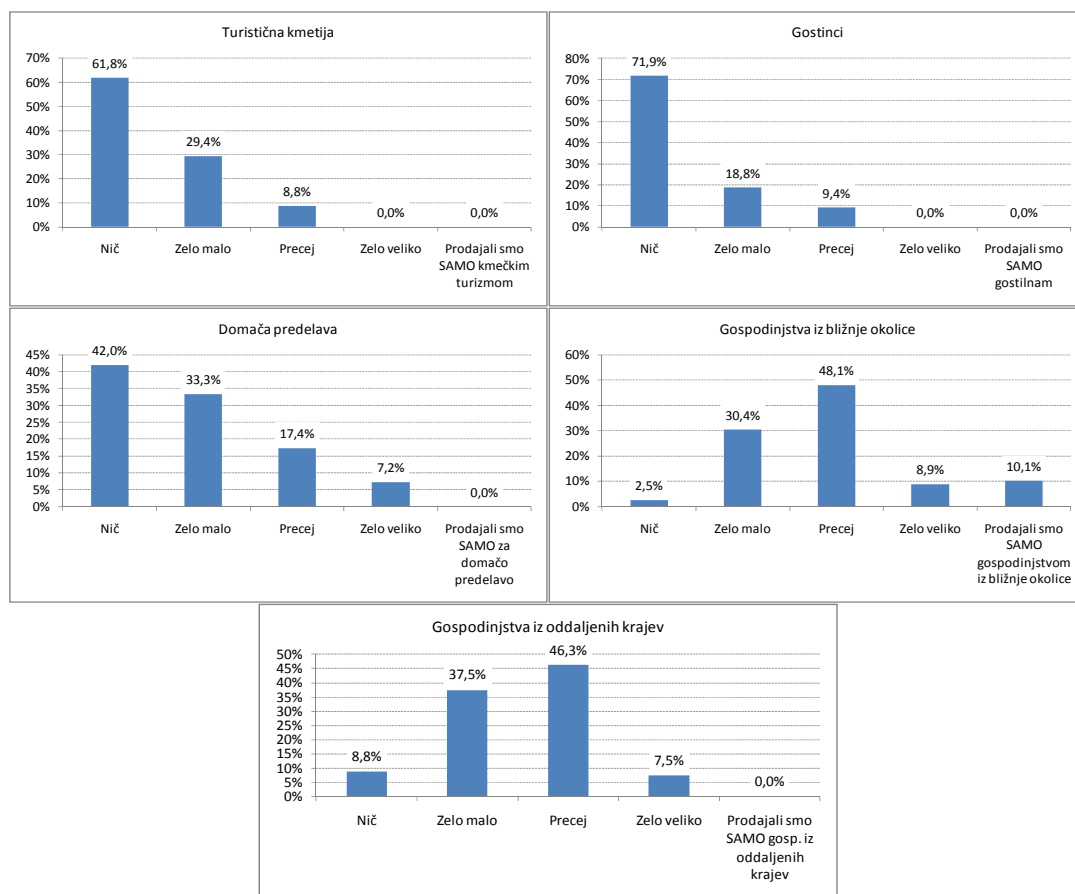 Turistična kmetija
70%
60%
50%
40%
30%
20%
10%
0%
61,8%
29,4%
8,8%
0,0%
0,0%
Nič
Zelo malo
Precej
Zelo veliko
Prodajali smo
SAMO kmečkim
turizmom
Gostinci
80%
70%
60%
50%
40%
30%
20%
10%
0%
71,9%
18,8%
9,4%
0,0%
0,0%
Nič
Zelo malo
Precej
Zelo veliko
Prodajali smo
SAMO
gostilnam
Domača predelava
45%
40%
35%
30%
25%
20%
15%
10%
5%
0%
42,0%
33,3%
17,4%
7,2%
0,0%
Nič
Zelo malo
Precej
Zelo veliko
Prodajali smo
SAMO za
domačo
predelavo
Gospodinjstva iz bližnje okolice
60%
50%
40%
30%
20%
10%
0%
2,5%
30,4%
48,1%
8,9%
10,1%
Nič
Zelo malo
Precej
Zelo veliko
Prodajali smo
SAMO
gospodinjstvom
iz bližnje okolice
Gospodinjstva iz oddaljenih krajev
50%
45%
40%
35%
30%
25%
20%
15%
10%
5%
0%
8,8%
37,5%
46,3%
7,5%
0,0%
Nič
Zelo malo
Precej
Zelo veliko
Prodajali smo
SAMO gosp. iz
oddaljenih
krajev